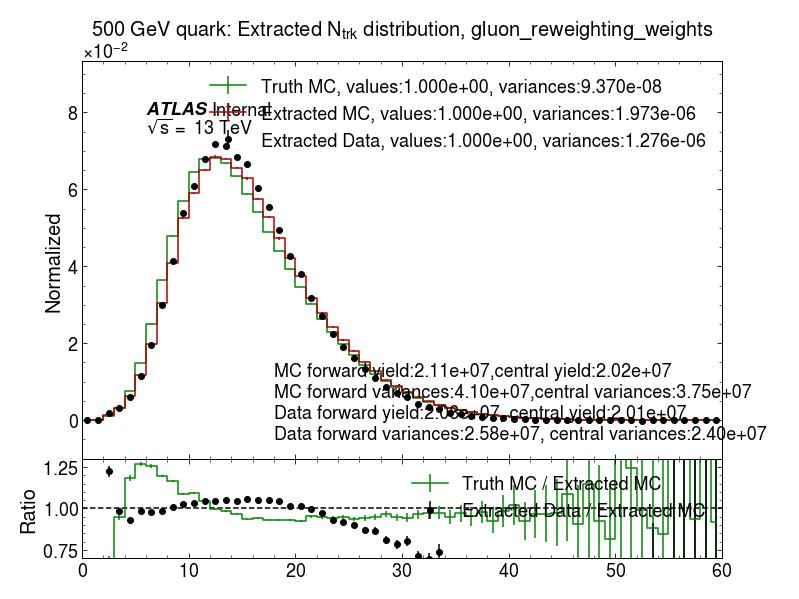 500 GeV quark: Extracted Ntrk distribution, gluon_reweighting_weights
×10−2
Truth MC, values:1.000e+00, variances:9.370e-08
ATLAS Internal
Extracted MC, values:1.000e+00, variances:1.973e-06
√s = 13 TeV
Extracted Data, values:1.000e+00, variances:1.276e-06
8
6
4
2
0
Normalized
MC forward yield:2.11e+07,central yield:2.02e+07
MC forward variances:4.10e+07,central variances:3.75e+07
Data forward yield: central yield:2.01e+07
Data forward variances:2.58e+07, central variances:2.40e+07
1.25
1.00
0.75
Ratio
Truth MC / Extracted MC
Extracted Data / Extracted MC
0 10 20 30 40 50 60